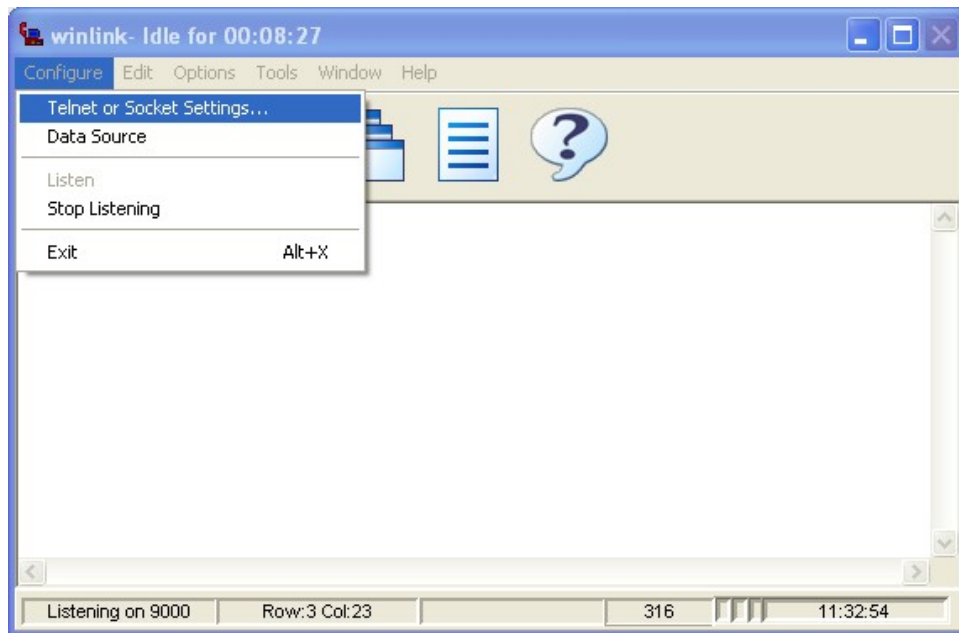 winlink- Idle for 00:08:27
Configure Edit Options Tools Window Help
Telnet or Socket Settings...
Data Source
Listen
Stop Listening
Exit Alt+X
?
Listening on 9000 Row:3 Col:23 316 11:32:54